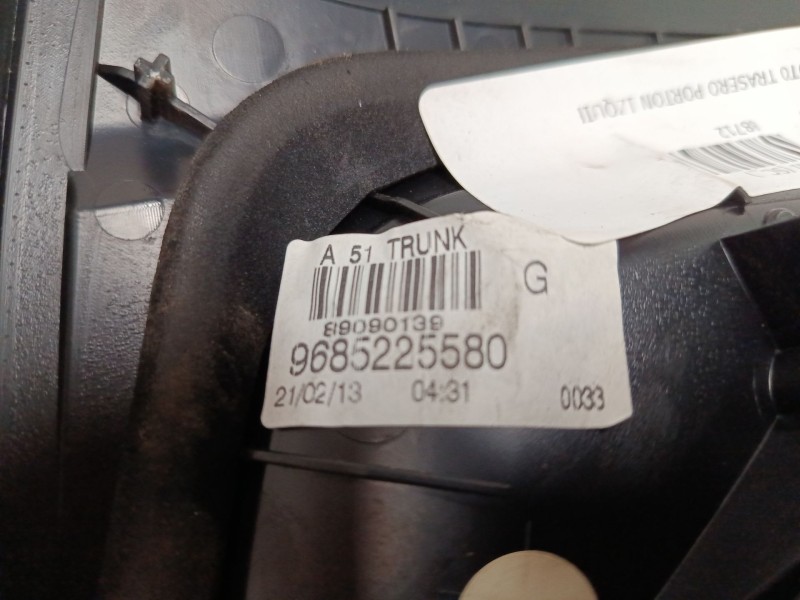 TRASERO PORTON IZQUI
A 51 TRUNK
G
89090139
9685225580
21/02/13 04:31 0033